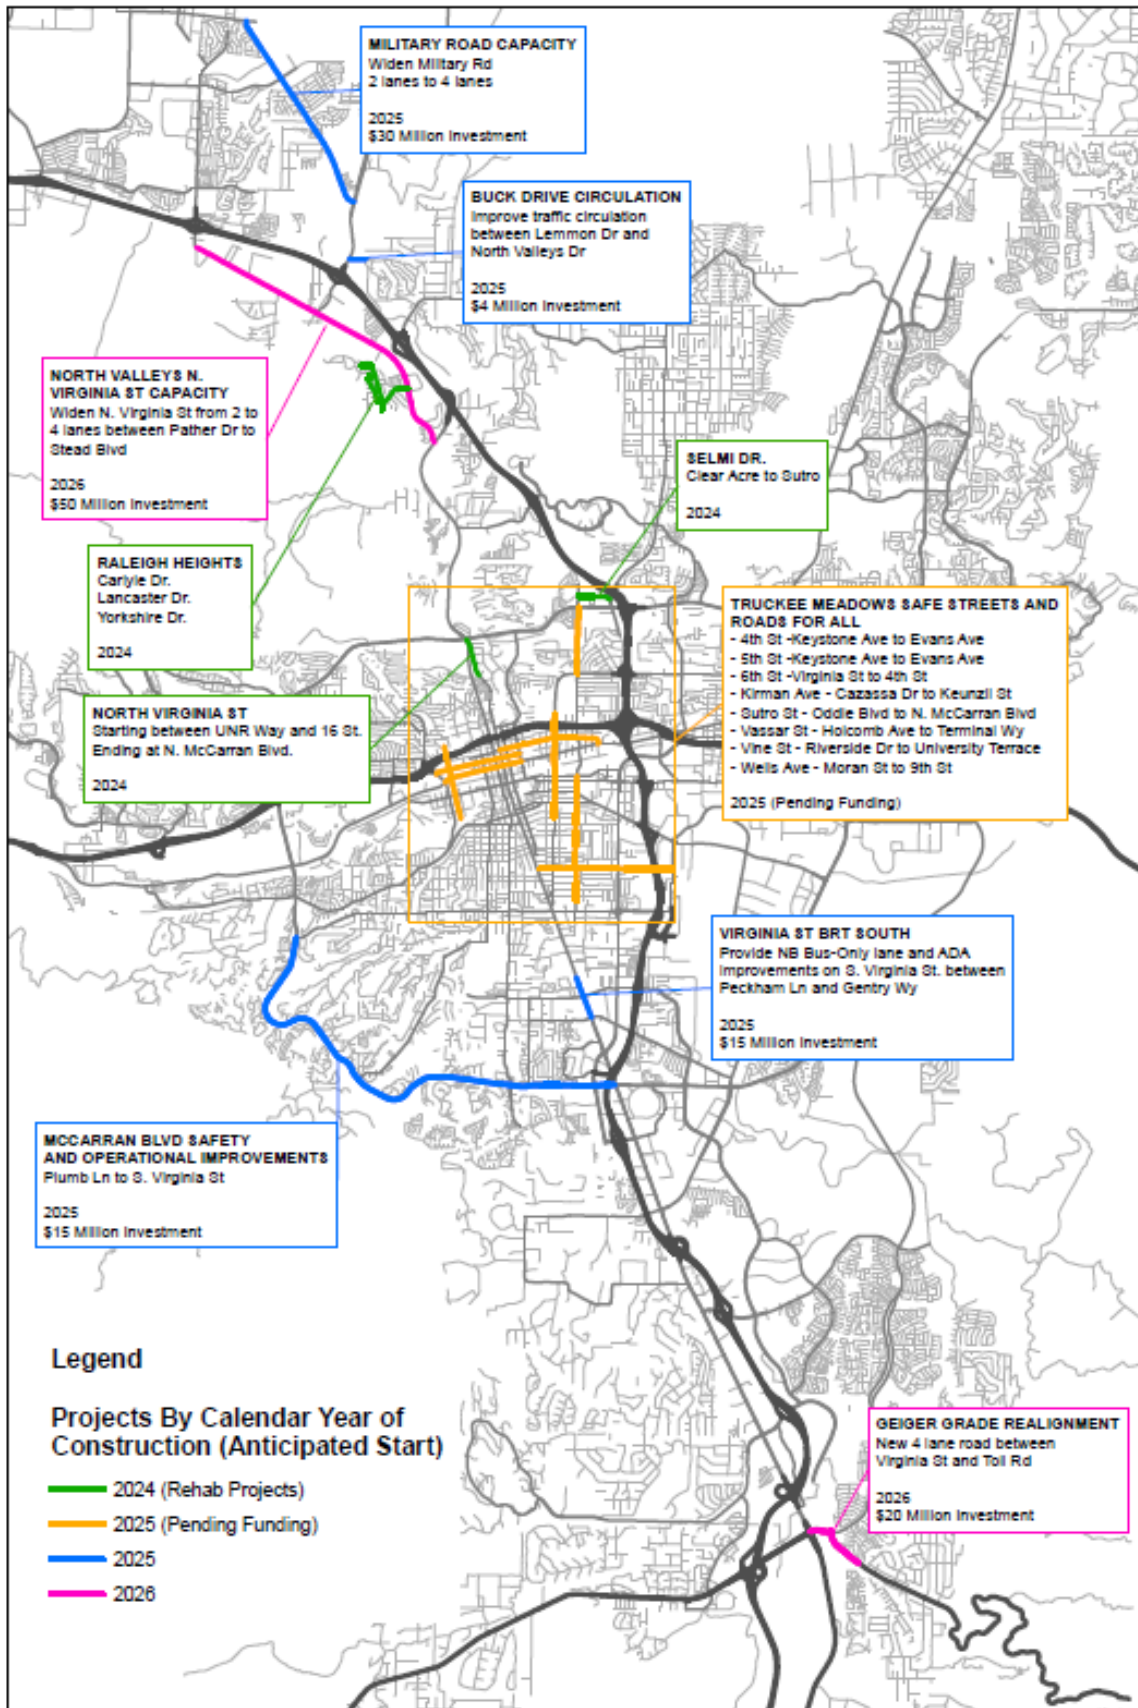 MILITARY ROAD CAPACITY
Widen Military Rd
2 lanes to 4 lanes
2025
$30 Million Investment
BUCK DRIVE CIRCULATION
Improve traffic circulation
between Lemmon Dr and
North Valleys Dr
2025
$4 Million Investment
NORTH VALLEYS N.
VIRGINIA ST CAPACITY
Widen N. Virginia St from 2 to
4 lanes between Pather Dr to
Stead Blvd
2026
$50 Million Investment
SELMI DR.
Clear Acre to Sutro
2024
RALEIGH HEIGHTS
Carlyle Dr.
Lancaster Dr.
Yorkshire Dr.
2024
TRUCKEE MEADOWS SAFE STREETS AND
ROADS FOR ALL
- 4th St -Keystone Ave to Evans Ave
- 5th St -Keystone Ave to Evans Ave
- 6th St -Virginia St to 4th St
- Kirman Ave - Cazassa Dr to Keunzli St
- Sutro St - Oddie Blvd to N. McCarran Blvd
- Vassar St - Holcomb Ave to Terminal Wy
- Vine St - Riverside Dr to University Terrace
- Wells Ave - Moran St to 9th St
2025 (Pending Funding)
NORTH VIRGINIA ST
Starting between UNR Way and 16 St.
Ending at N. McCarran Blvd.
2024
VIRGINIA ST BRT SOUTH
Provide NB Bus-Only lane and ADA
improvements on S. Virginia St. between
Peckham Ln and Gentry Wy
2025
$15 Million Investment
MCCARRAN BLVD SAFETY
AND OPERATIONAL IMPROVEMENTS
Plumb Ln to S. Virginia St
2025
$15 Million Investment
GEIGER GRADE REALIGNMENT
New 4 lane road between
Virginia St and Toll Rd
2026
$20 Million Investment
Legend
Projects By Calendar Year of
Construction (Anticipated Start)
2024 (Rehab Projects)
2025 (Pending Funding)
2025
2026